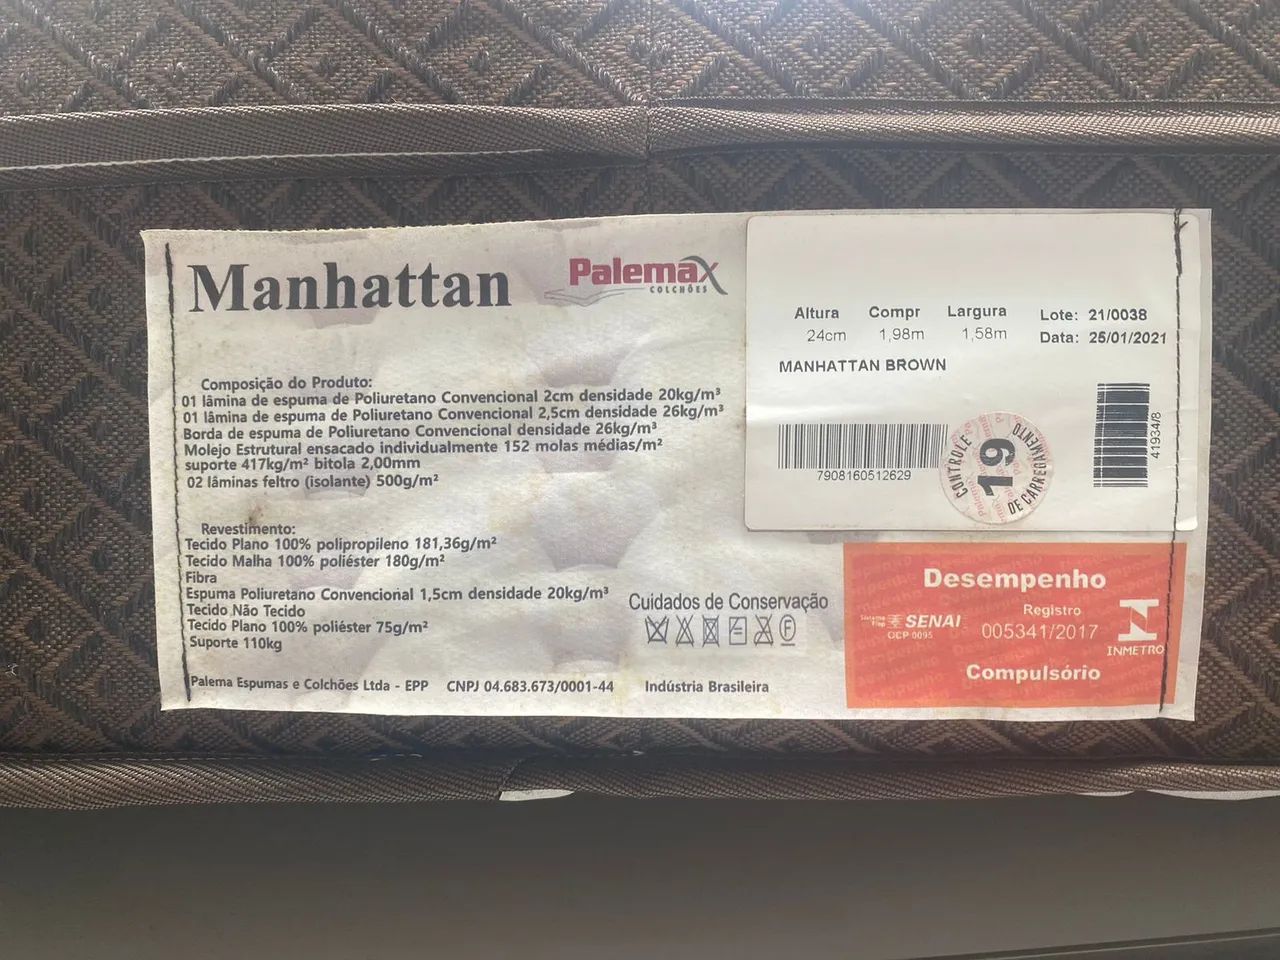 Manhattan
Palemax
COLCHÕES
Composição do Produto:
01 lâmina de espuma de Poliuretano Convencional 2cm densidade 20kg/m³
01 lâmina de espuma de Poliuretano Convencional 2,5cm densidade 26kg/m³
Borda de espuma de Poliuretano Convencional densidade 26kg/m³
Molejo Estrutural ensacado individualmente 152 molas médias/m²
suporte 417kg/m² bitola 2,00mm
02 lâminas feltro (isolante) 500g/m²
Revestimento:
Tecido Plano 100% polipropileno 181,36g/m²
Tecido Malha 100% poliéster 180g/m²
Fibra
Espuma Poliuretano Convencional 1,5cm densidade 20kg/m³
Tecido Não Tecido
Tecido Plano 100% poliéster 75g/m²
Suporte 110kg
Cuidados de Conservação
Palema Espumas e Colchões Ltda - EPP CNPJ 04.683.673/0001-44 Indústria Brasileira
Altura Compr Largura
24cm 1,98m 1,58m
Lote: 21/0038
Data: 25/01/2021
MANHATTAN BROWN
7908160512629
41934/8
CONTROLE
19
DE CARREGAMENTO
Desempenho
SENAI
OCP 0095
Registro
005341/2017
INMETRO
Compulsório